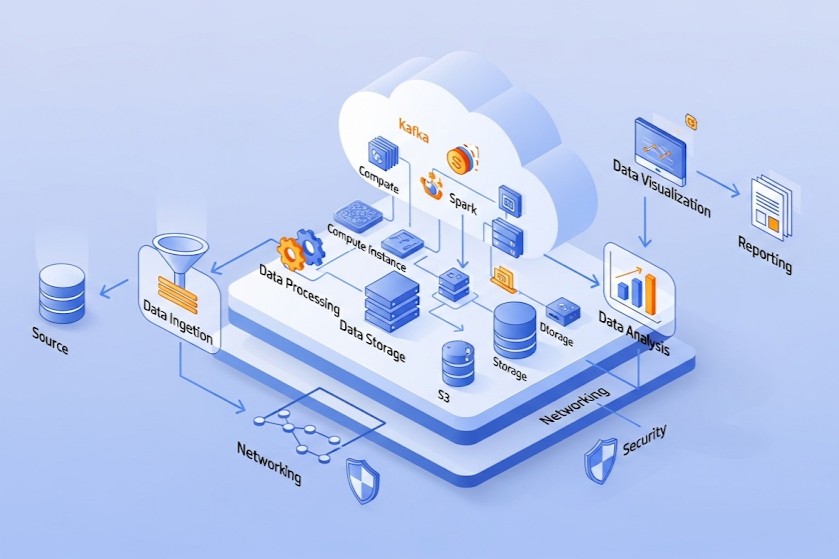 Kafka
Compate
Spark
Compute Instance
Data Visualization
Reporting
Data Processing
Data Ingetion
Source
Data Storage
Dforage
Data Analysis
Storage
S3
Networking
Networking
Security